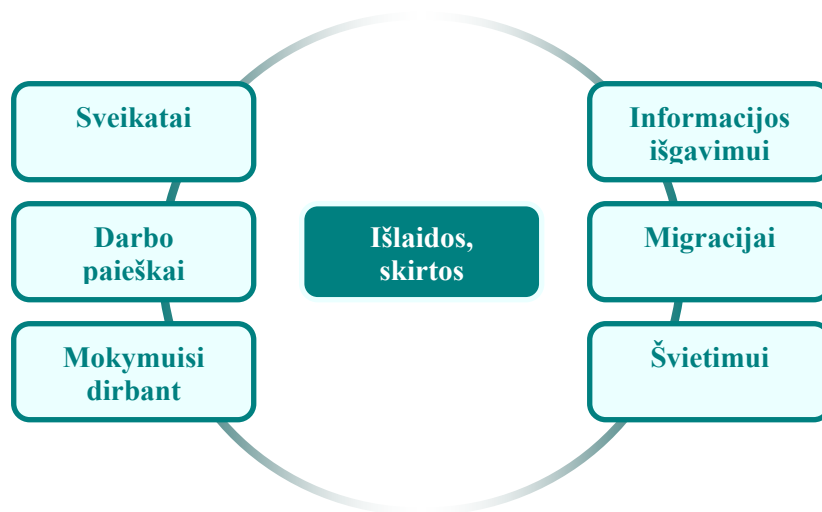 Sveikatai
Darbo
paieškai
Mokymuisi
dirbant
Išlaidos,
skirtos
Informacijos
išgavimui
Migracijai
Švietimui